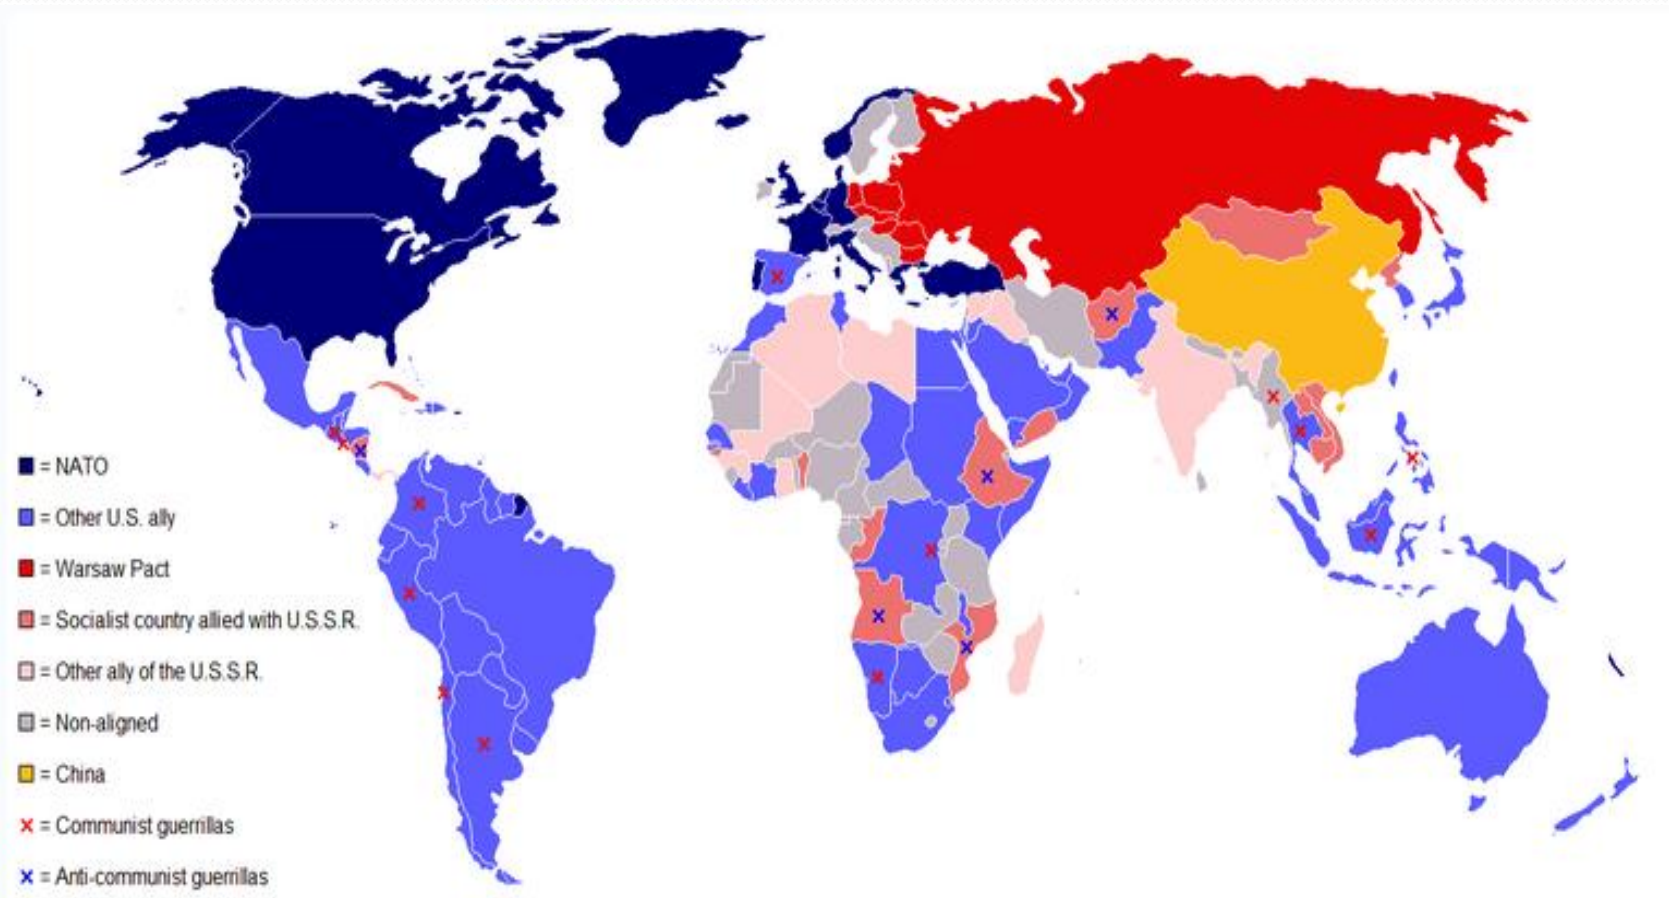 = NATO
= Other U.S. ally
= Warsaw Pact
= Socialist country allied with U.S.S.R.
= Other ally of the U.S.S.R.
= Non-aligned
= China
x = Communist guerrillas
x = Anti-communist guerrillas